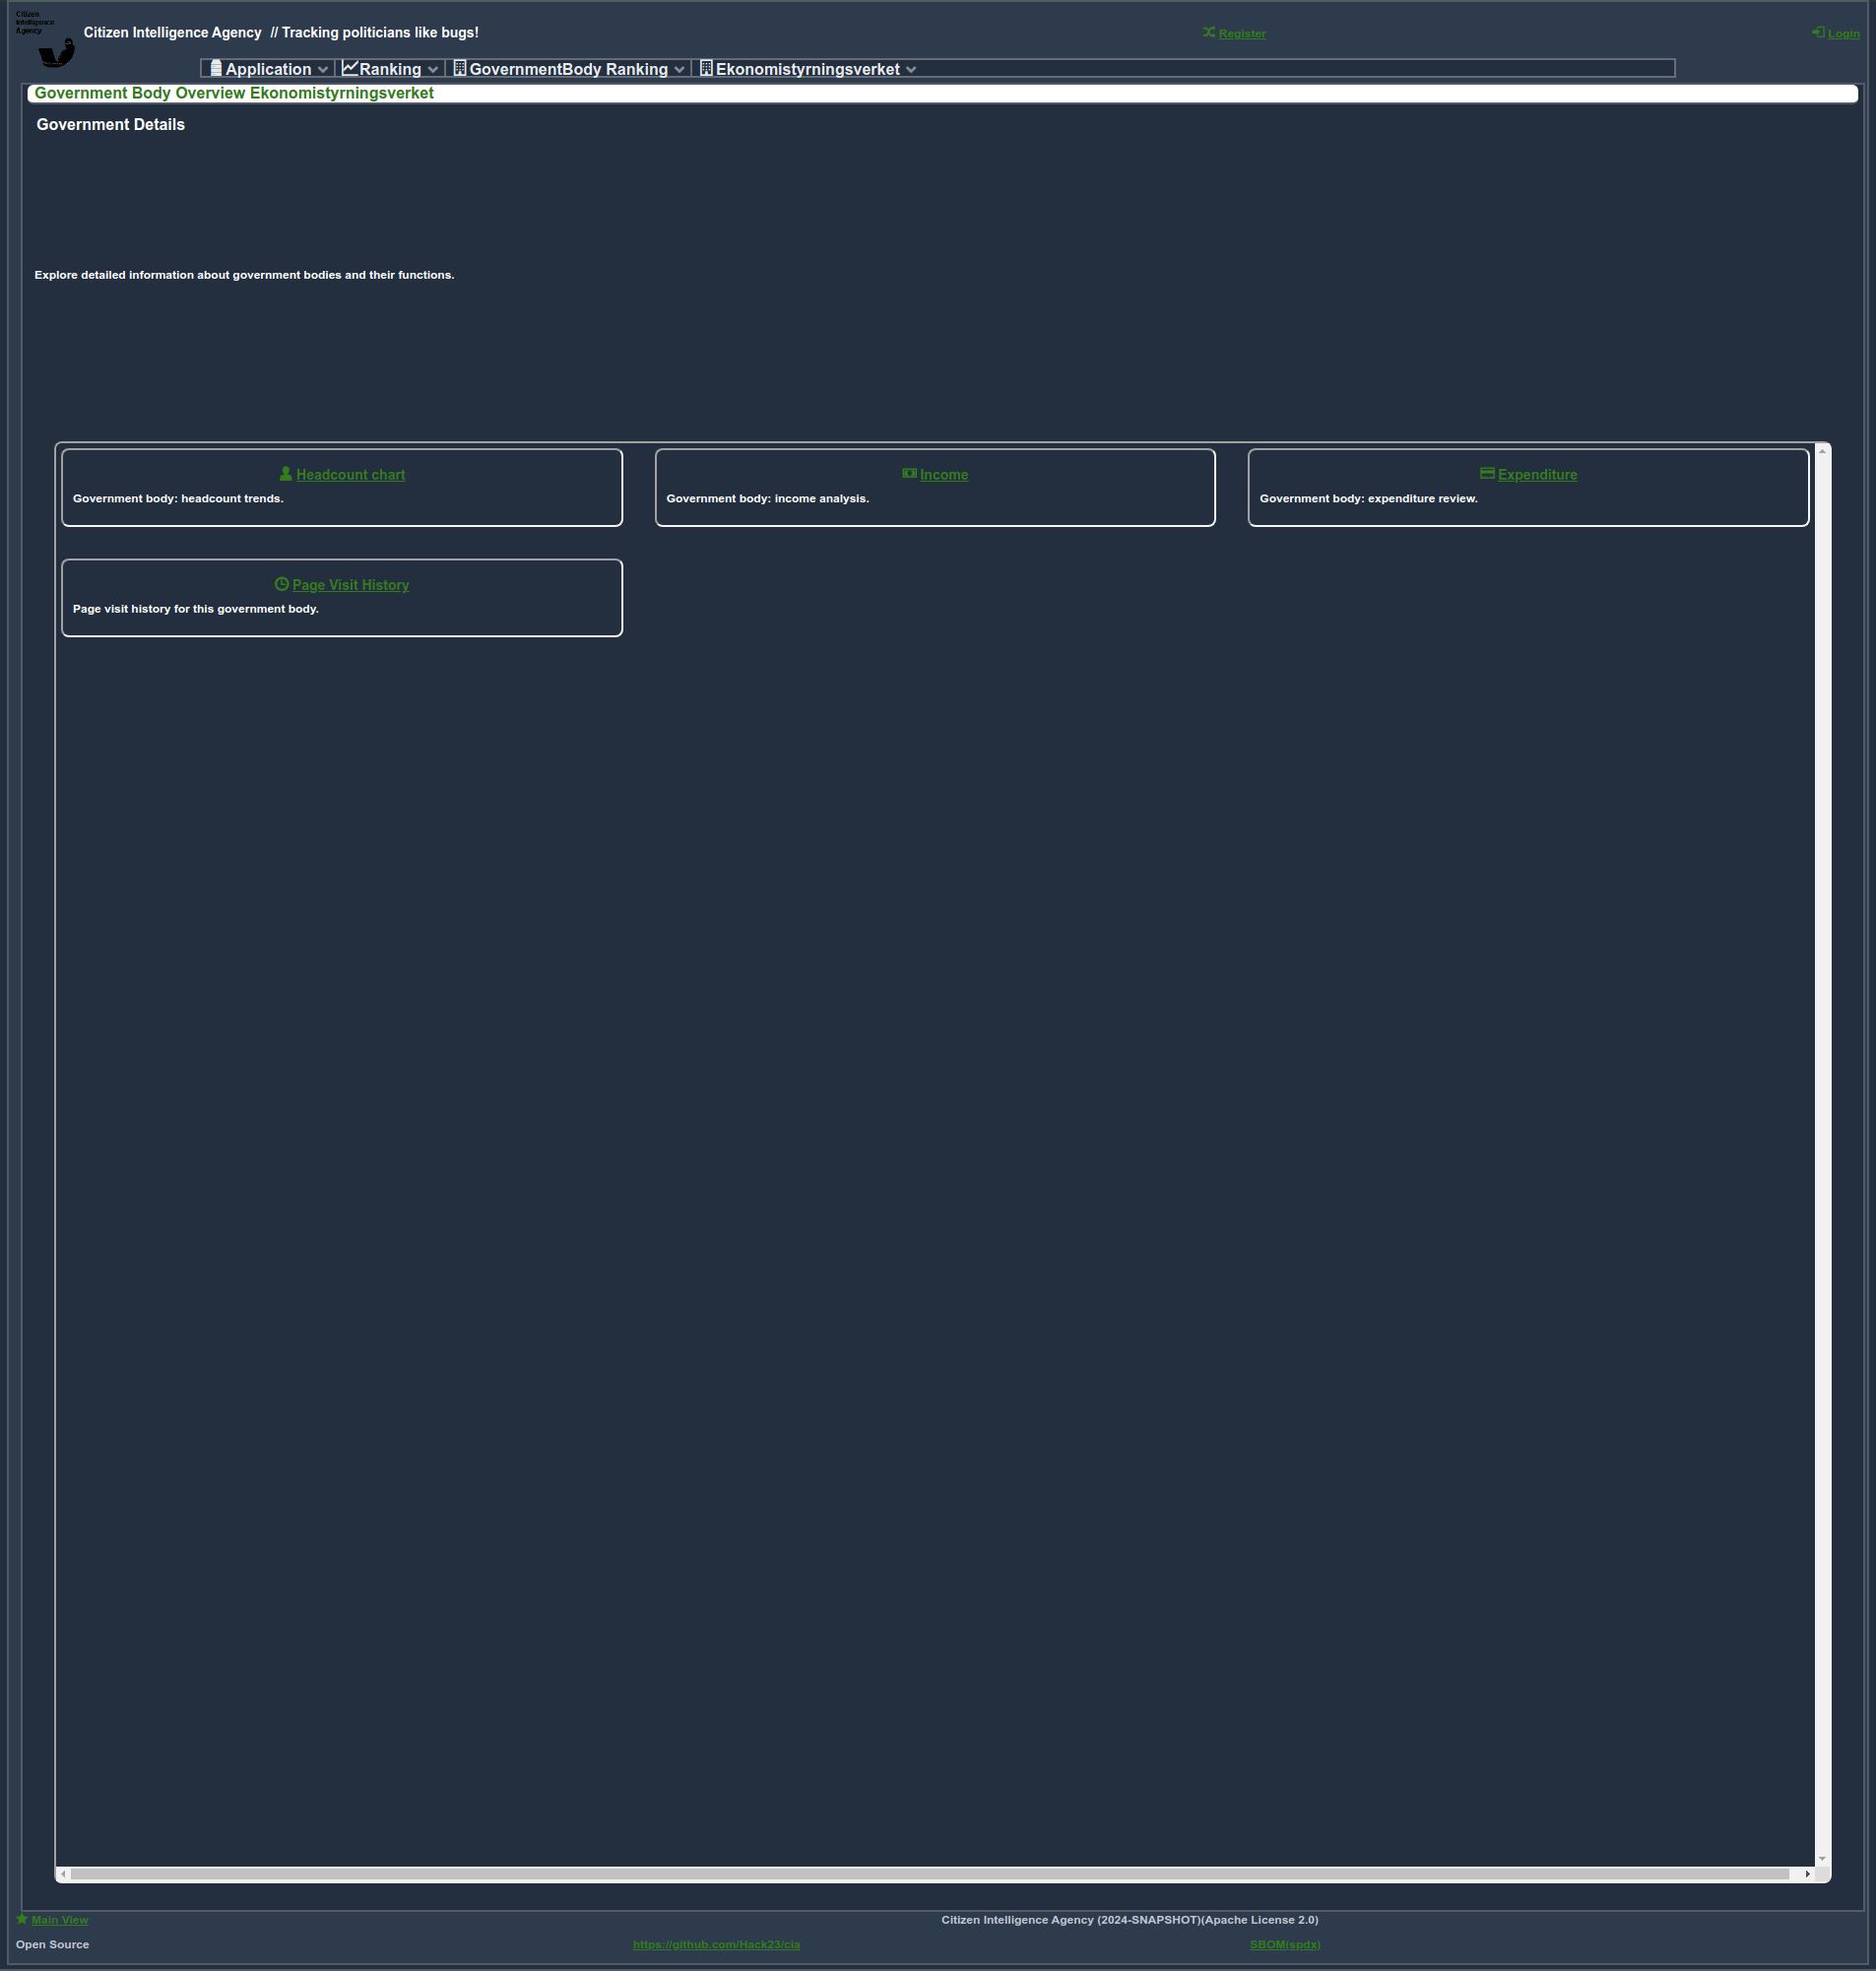 Citizen
Intelligence
Agency
Citizen Intelligence Agency // Tracking politicians like bugs!
Register
Login
Application
Ranking
GovernmentBody Ranking
Ekonomistyrningsverket
Government Body Overview Ekonomistyrningsverket
Government Details
Explore detailed information about government bodies and their functions.
Headcount chart
Government body: headcount trends.
Income
Government body: income analysis.
Expenditure
Government body: expenditure review.
Page Visit History
Page visit history for this government body.
Main View
Citizen Intelligence Agency (2024-SNAPSHOT)(Apache License 2.0)
Open Source
https://github.com/Hack23/cia
SBOM(spdx)